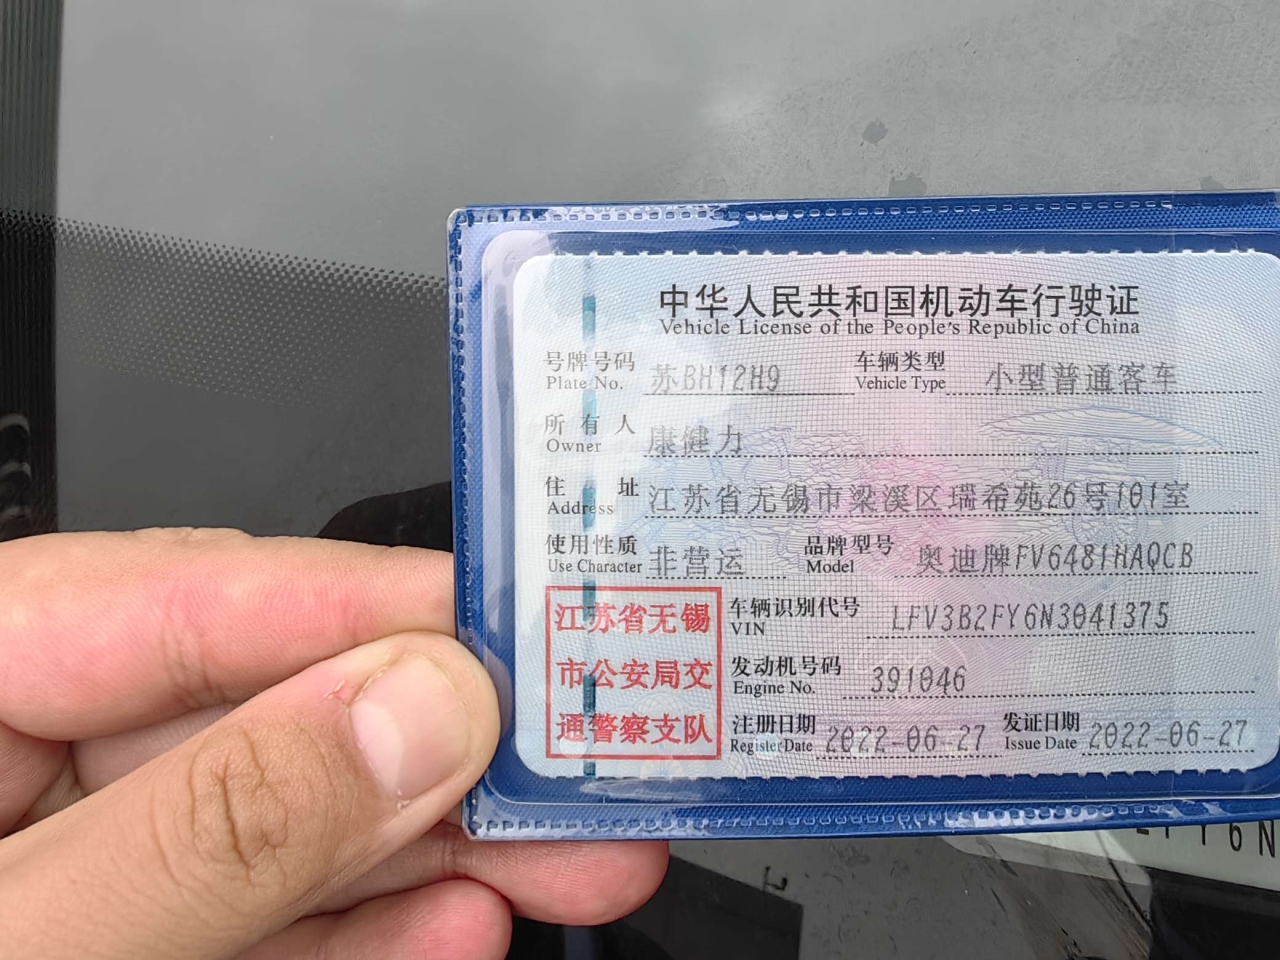 中华人民共和国机动车行驶证
Vehicle License of the People's Republic of China
号牌号码 苏BH12H9 车辆类型 小型普通客车
Plate No. Vehicle Type
所有人 康健力
Owner
住址 江苏省无锡市梁溪区瑞希苑26号101室
Address
使用性质 非营运 品牌型号 奥迪牌FV6481HAQCB
Use Character Model
江苏省无锡
市公安局交
通警察支队
车辆识别代号 LFV3B2FY6N3041375
VIN
发动机号码 391046
Engine No.
注册日期 2022-06-27 发证日期 2022-06-27
Register Date Issue Date
FY6N